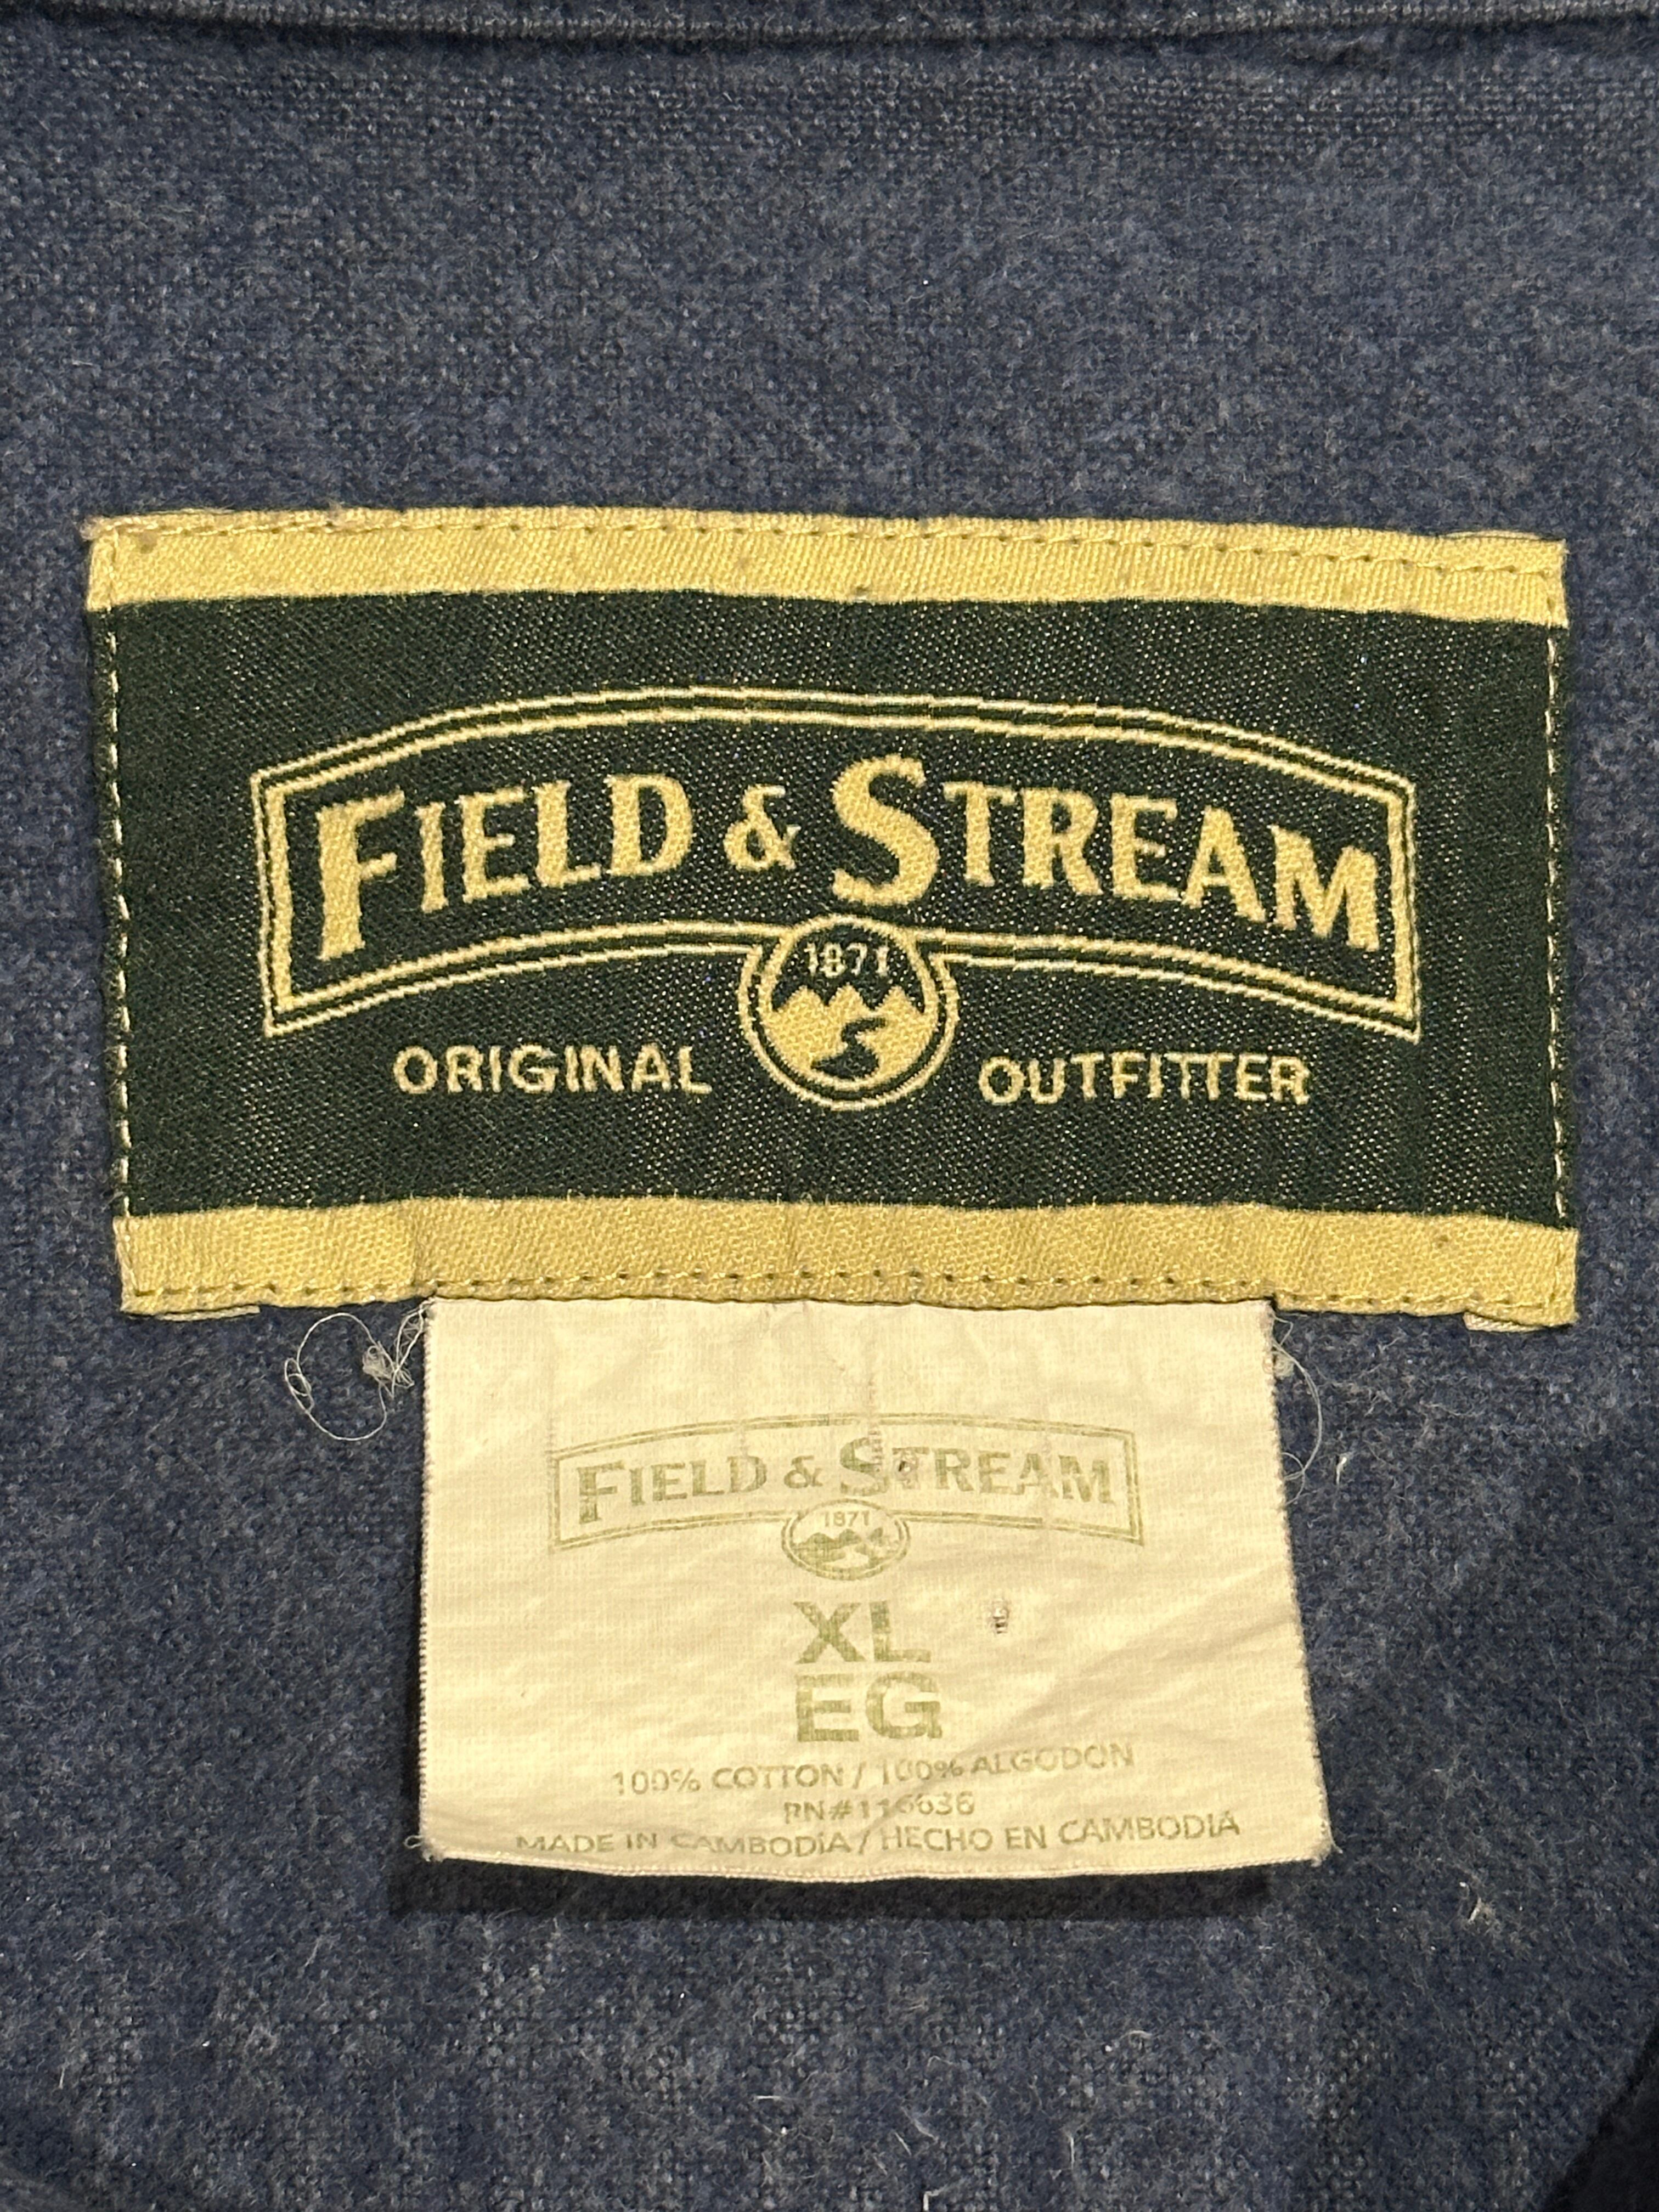 FIELD & STREAM
1871
ORIGINAL OUTFITTER
FIELD & STREAM
1871
XL
EG
100% COTTON / 100% ALGODON
MADE IN CAMBODÍA / HECHO EN CAMBODIA